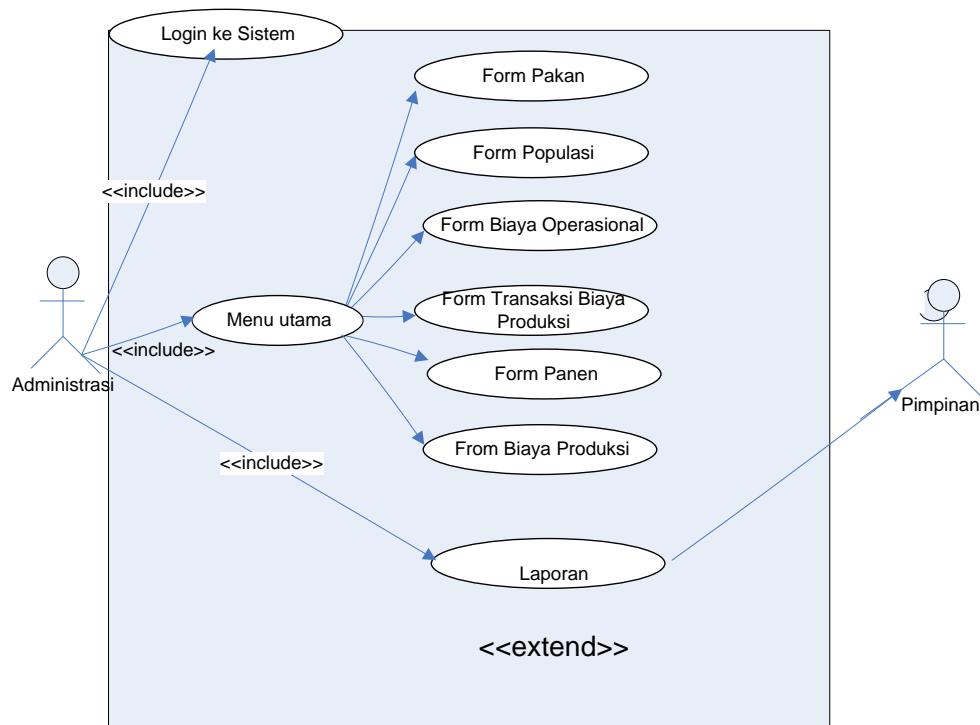 Login ke Sistem
Form Pakan
Form Populasi
<<include>>
Form Biaya Operasional
Form Transaksi Biaya
Produksi
Menu utama
<<include>>
Administrasi
Form Panen
Pimpinan
From Biaya Produksi
<<include>>
Laporan
<<extend>>